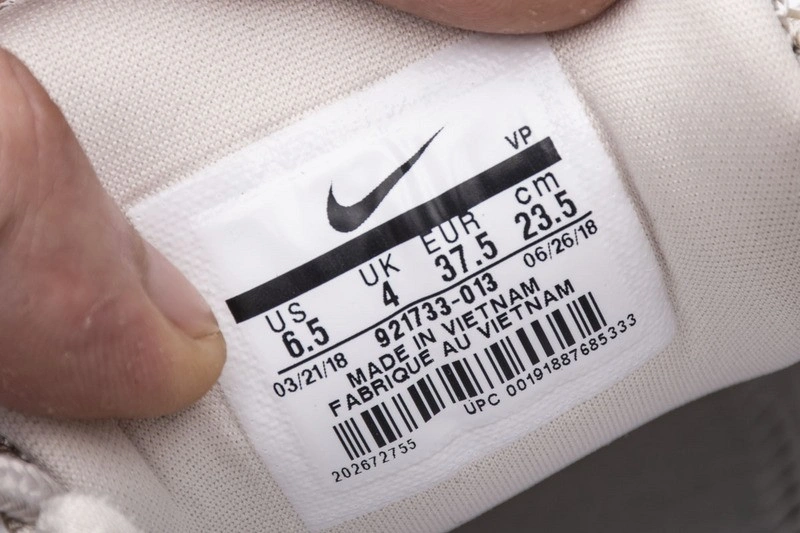 VP
US UK EUR cm
6.5 4 37.5 23.5
03/21/18 921733-013 06/26/18
MADE IN VIETNAM
FABRIQUE AU VIETNAM
UPC 00191887685333
202672755